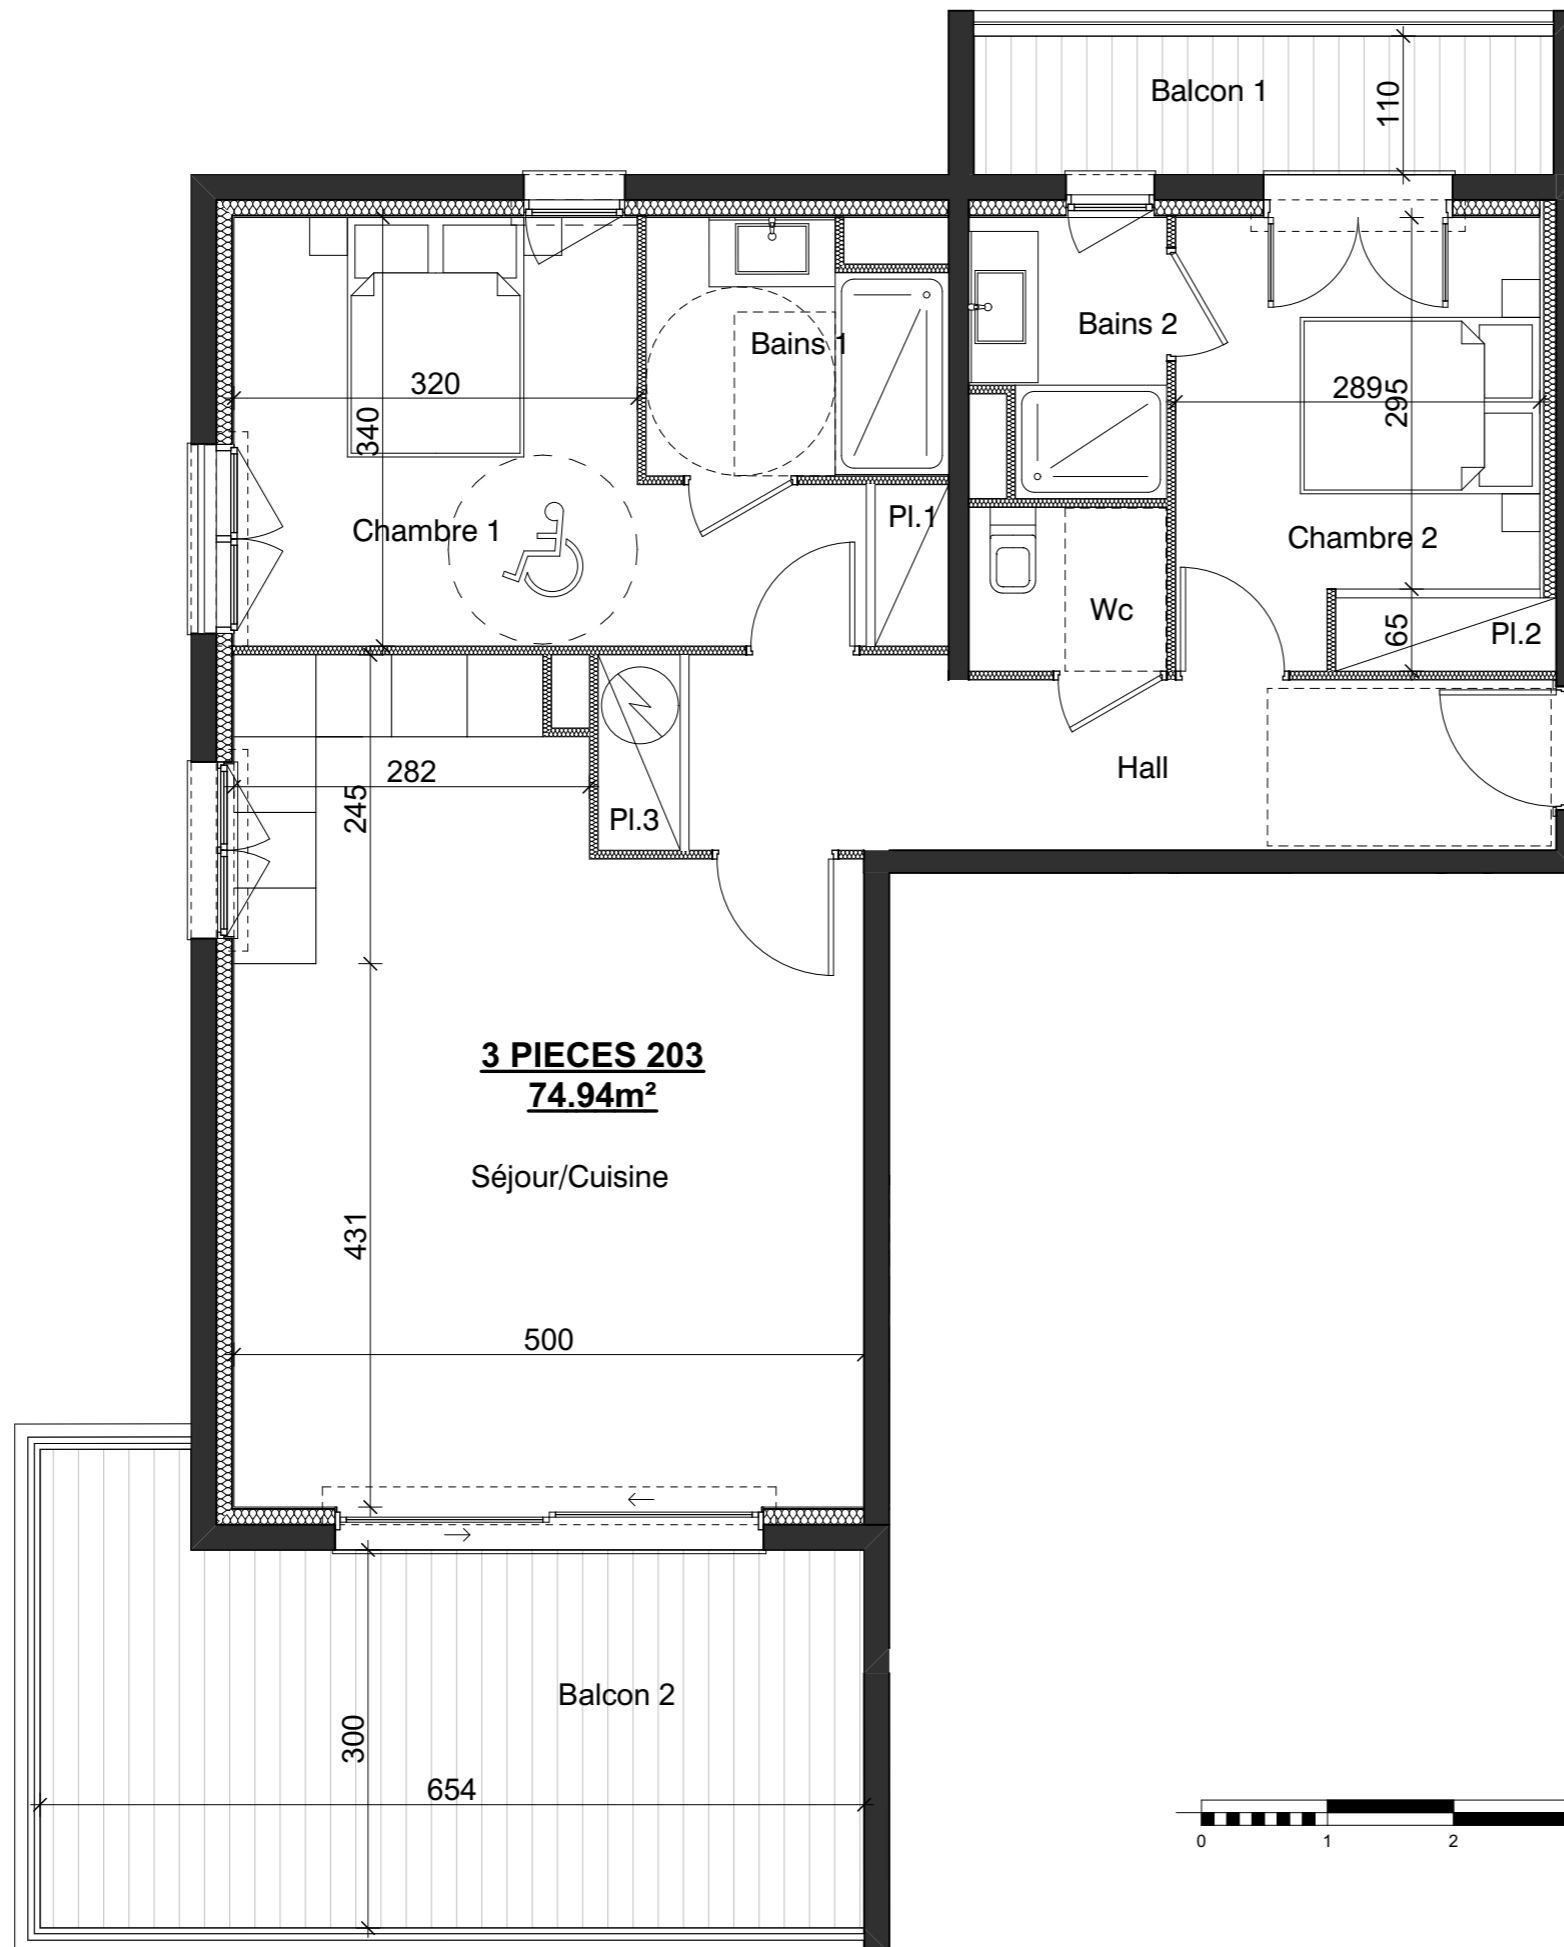 Balcon 1
110
Bains 1
Bains 2
320
340
289
295
Chambre 1
Pl.1
Chambre 2
Wc
65
Pl.2
282
245
Pl.3
Hall
3 PIECES 203
74.94m²
Séjour/Cuisine
431
500
Balcon 2
300
654
0 1 2